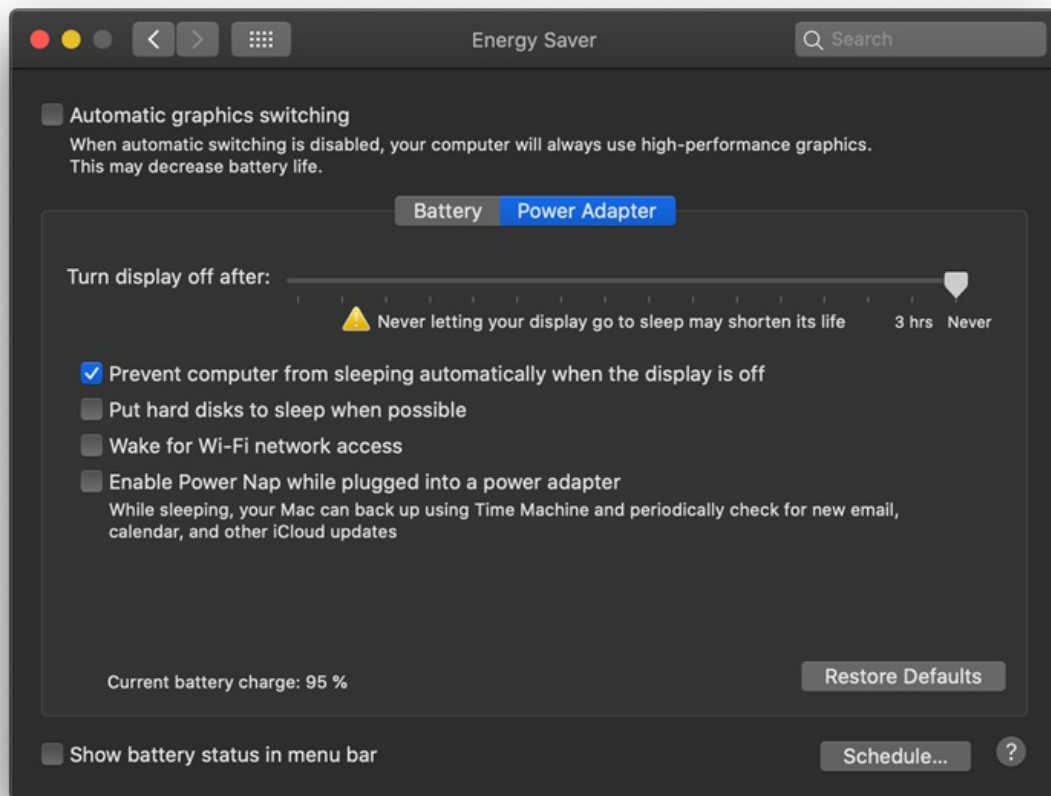 Energy Saver
Search
Automatic graphics switching
When automatic switching is disabled, your computer will always use high-performance graphics.
This may decrease battery life.
Battery
Power Adapter
Turn display off after:
Never letting your display go to sleep may shorten its life
3 hrs
Never
Prevent computer from sleeping automatically when the display is off
Put hard disks to sleep when possible
Wake for Wi-Fi network access
Enable Power Nap while plugged into a power adapter
While sleeping, your Mac can back up using Time Machine and periodically check for new email,
calendar, and other iCloud updates
Current battery charge: 95 %
Restore Defaults
Show battery status in menu bar
Schedule...
?